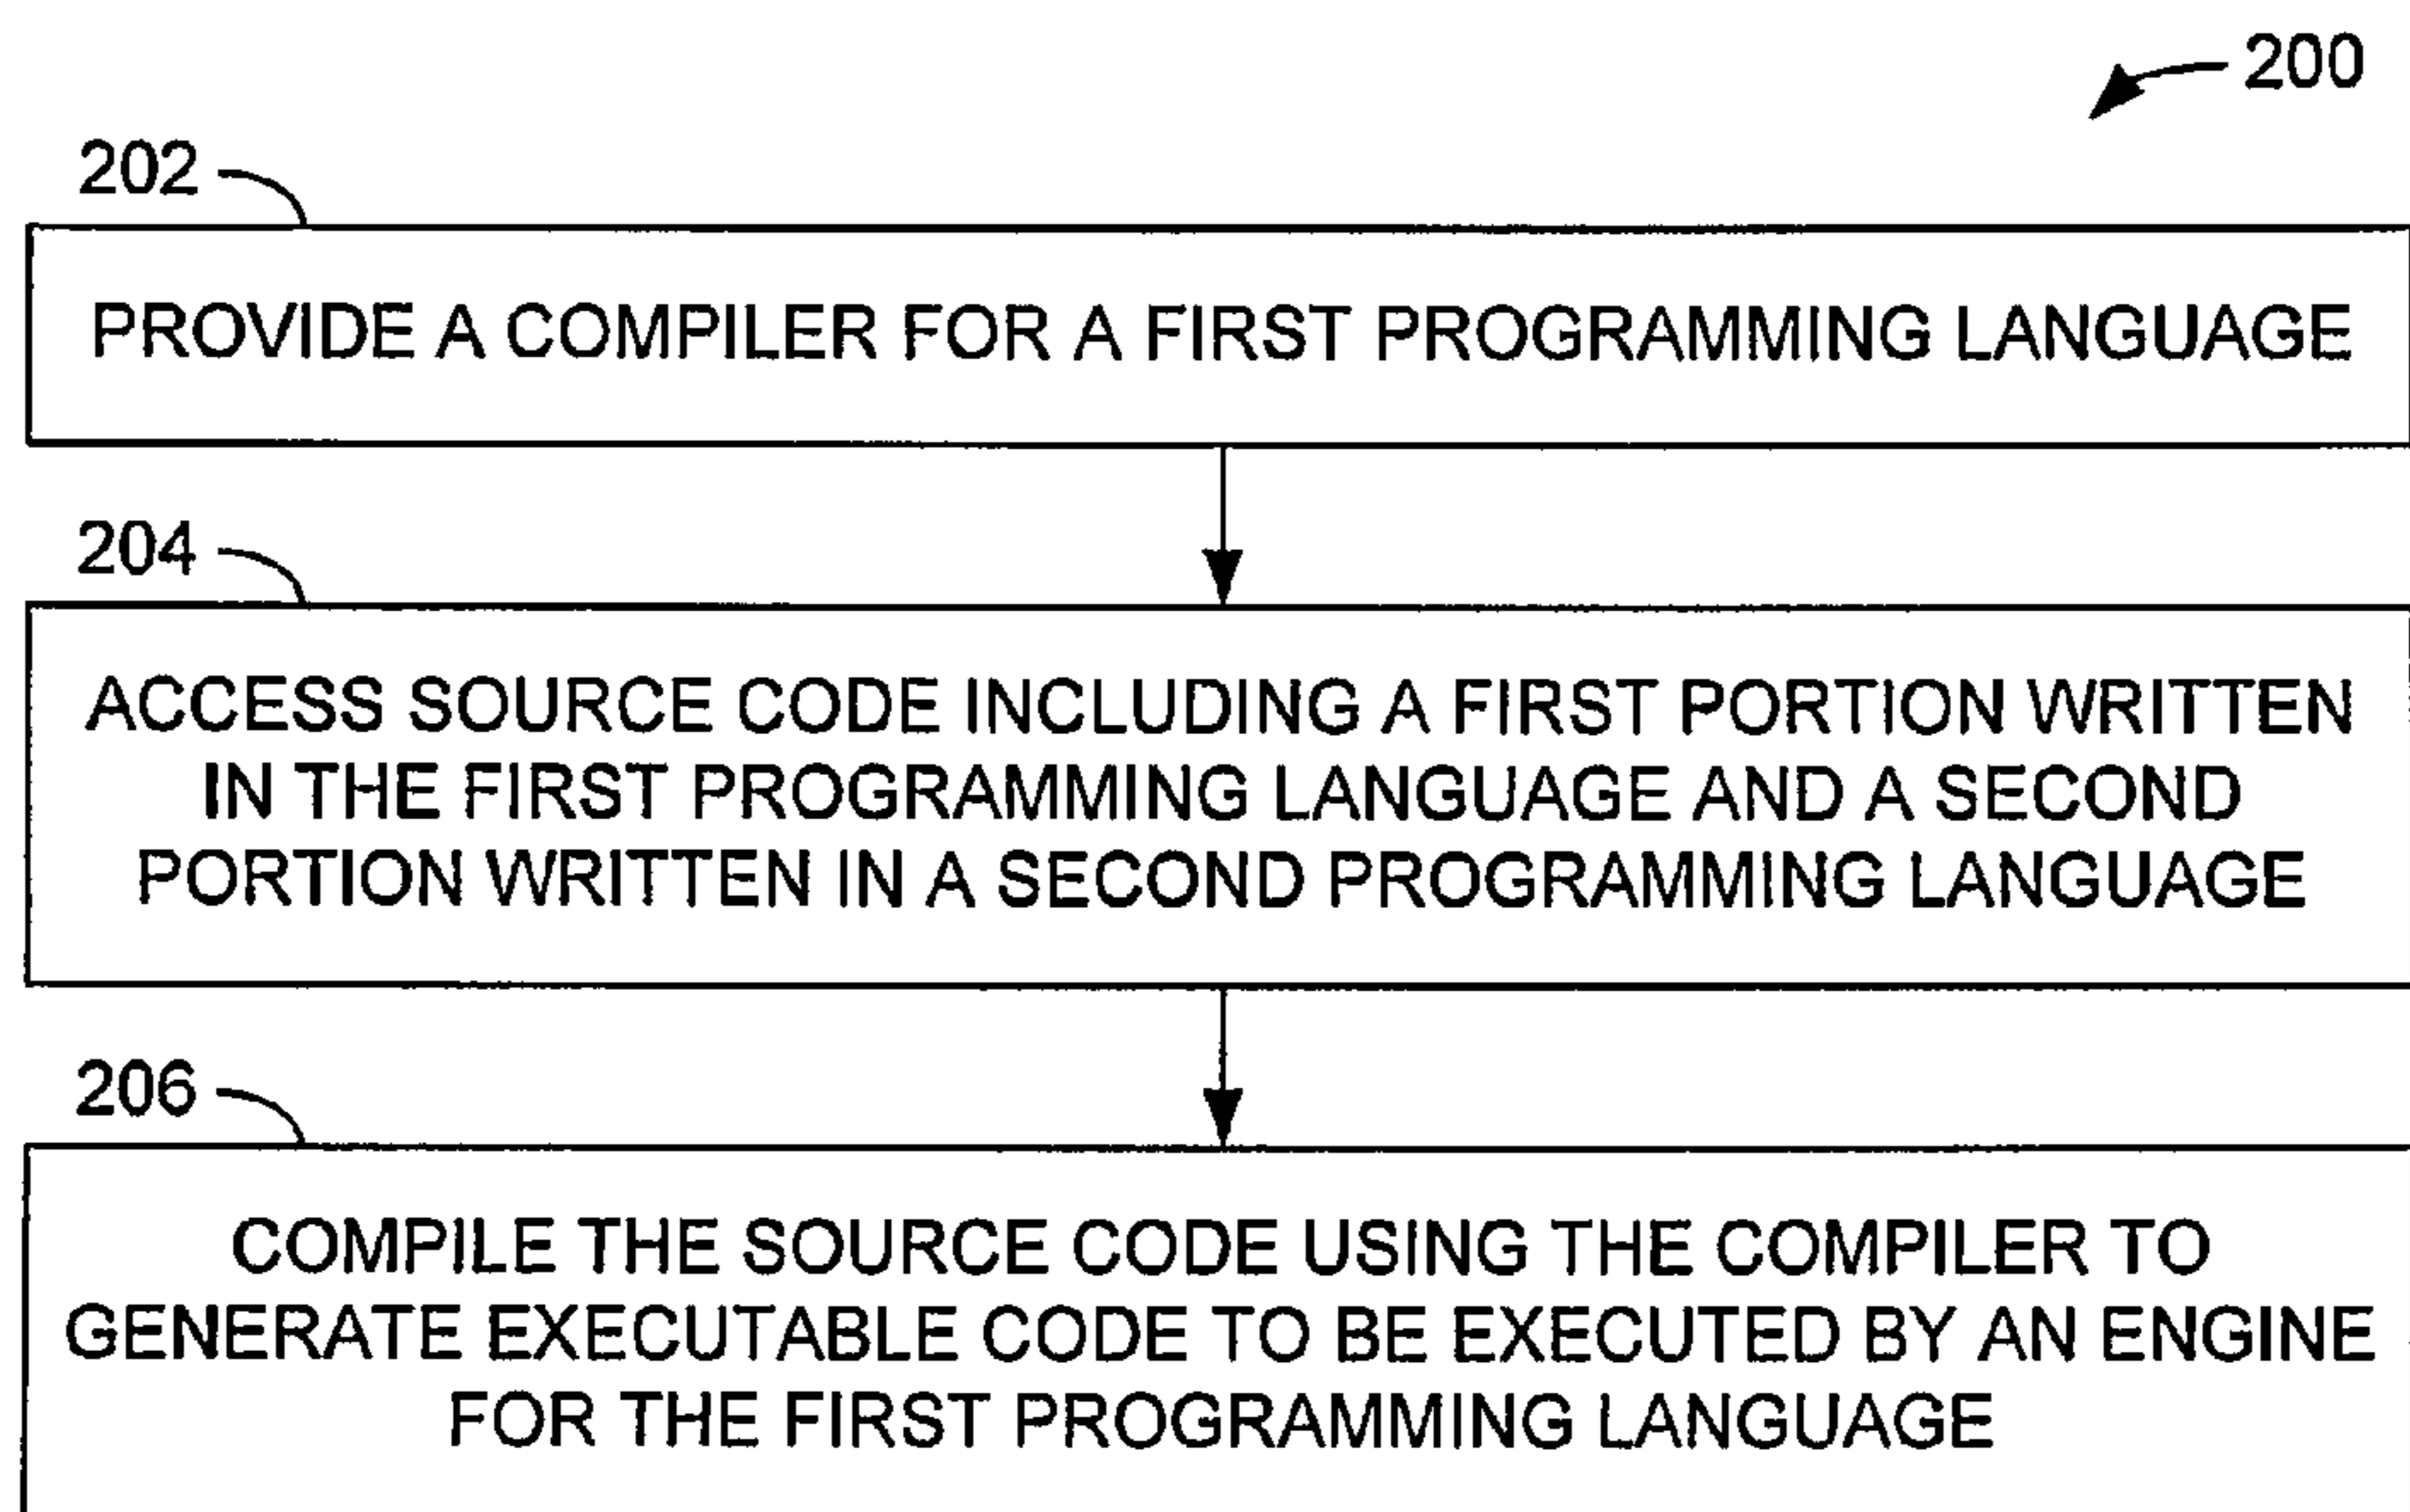 200
202
PROVIDE A COMPILER FOR A FIRST PROGRAMMING LANGUAGE
204
ACCESS SOURCE CODE INCLUDING A FIRST PORTION WRITTEN
IN THE FIRST PROGRAMMING LANGUAGE AND A SECOND
PORTION WRITTEN IN A SECOND PROGRAMMING LANGUAGE
206
COMPILE THE SOURCE CODE USING THE COMPILER TO
GENERATE EXECUTABLE CODE TO BE EXECUTED BY AN ENGINE
FOR THE FIRST PROGRAMMING LANGUAGE